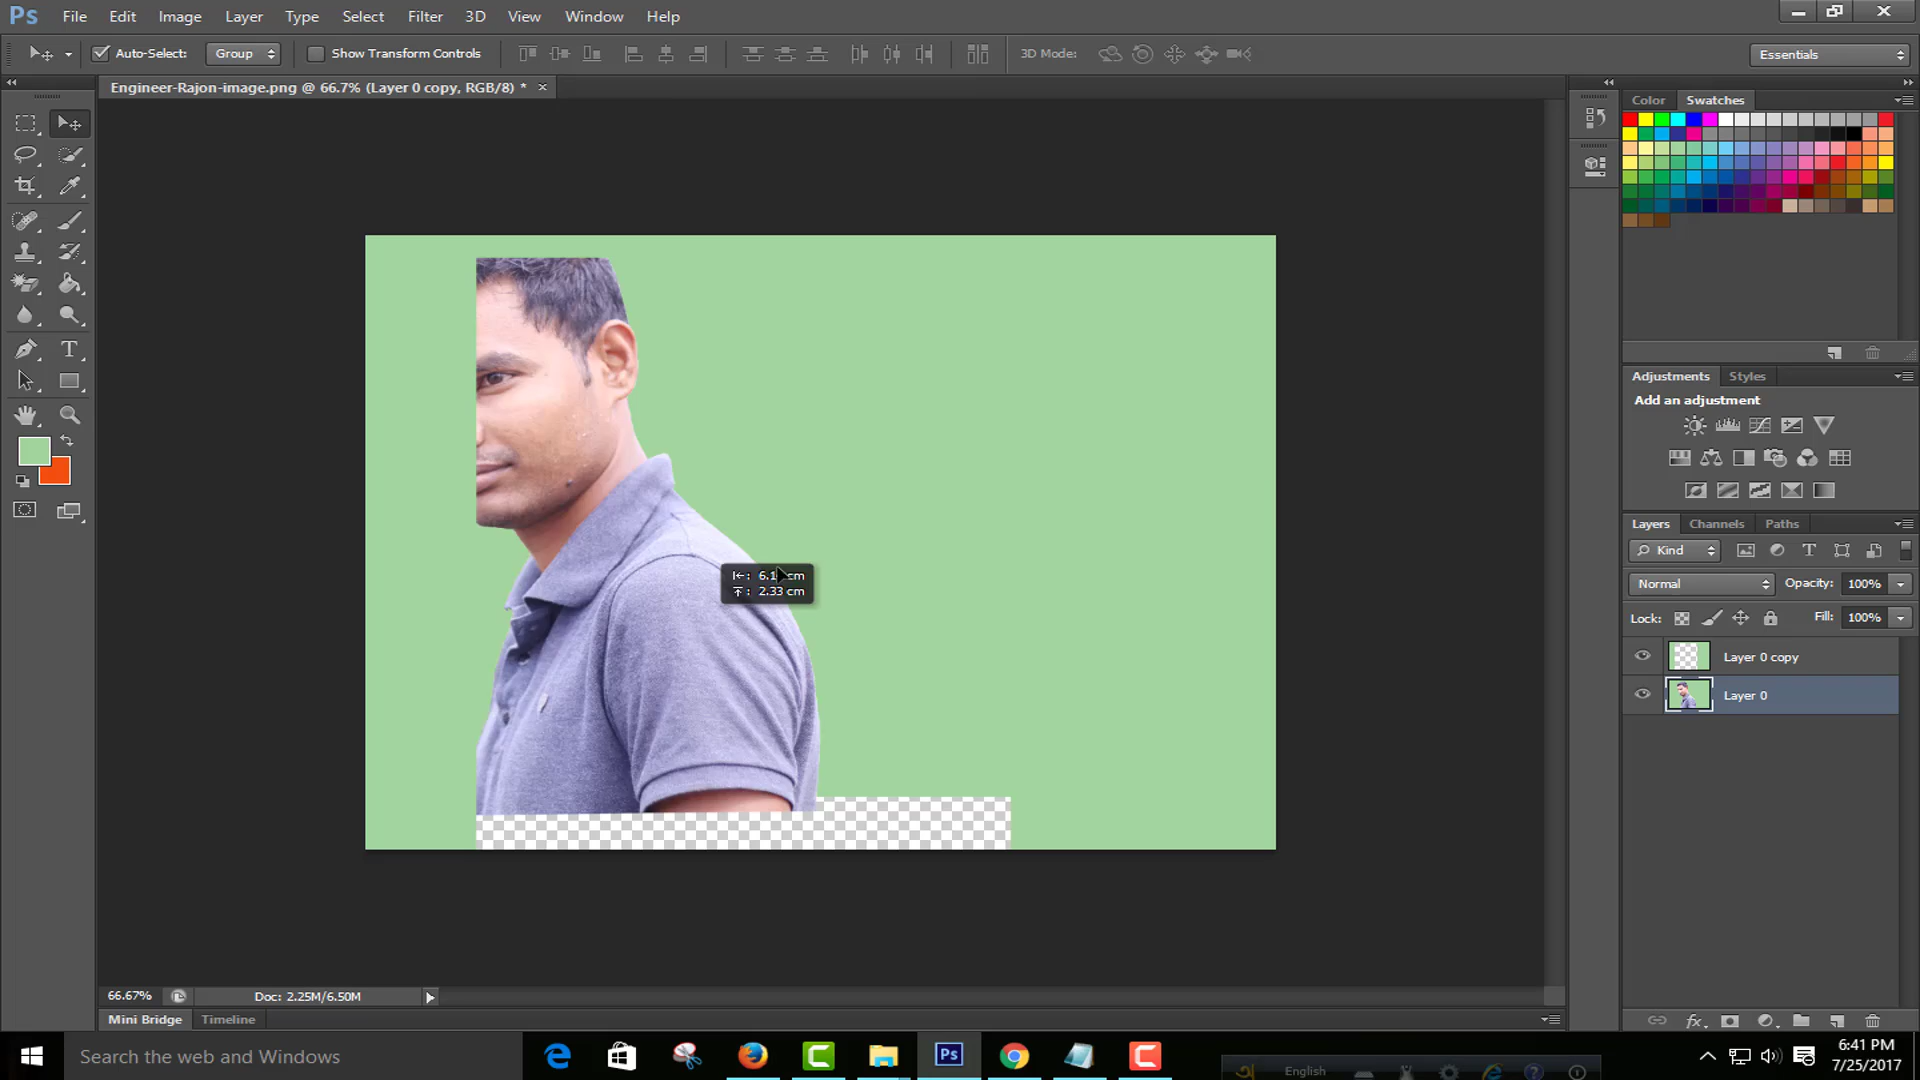 Ps File Edit Image Layer Type Select Filter 3D View Window Help
Auto-Select: Group Show Transform Controls 3D Mode: Essentials
Engineer-Rajon-image.png @ 66.7% (Layer 0 copy, RGB/8) * ×
Color Swatches
Adjustments Styles
Add an adjustment
Layers Channels Paths
Kind
Normal Opacity: 100%
Lock: Fill: 100%
Layer 0 copy
Layer 0
cm
2.33 cm
66.67% Doc: 2.25M/6.50M
Mini Bridge Timeline
Search the web and Windows
Ps
English
6:41 PM
7/25/2017